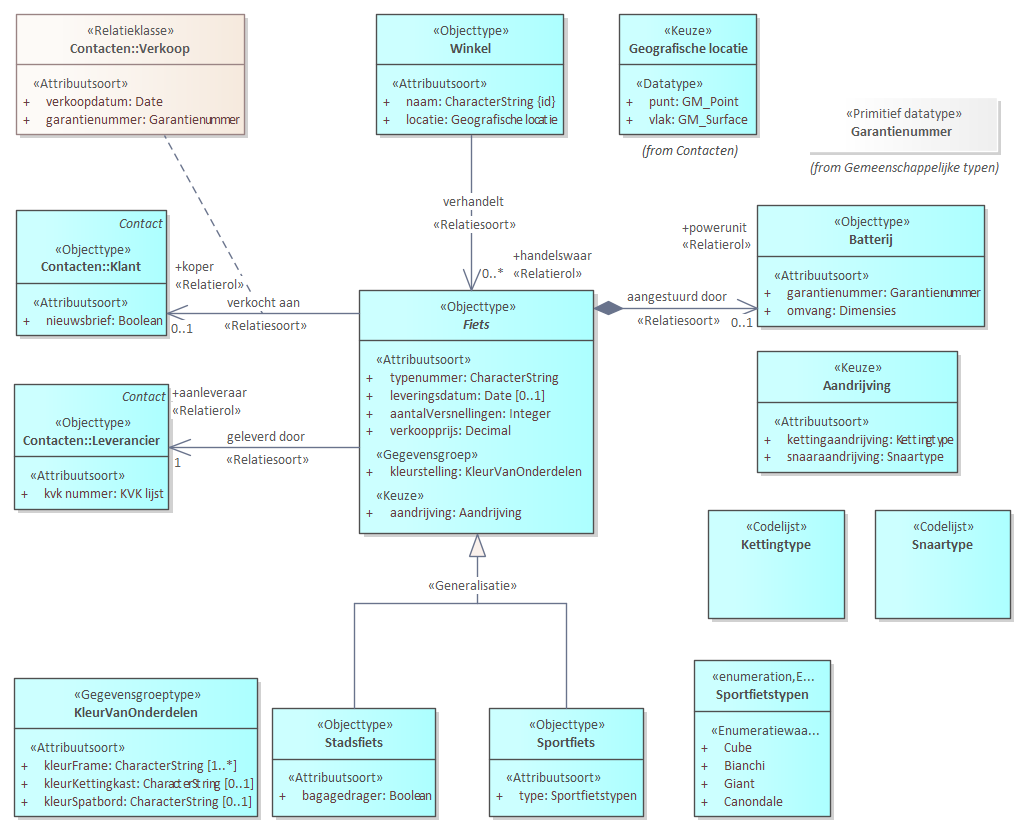 «Relatieklasse»
Contacten::Verkoop
«Attribuutsoort»
+ verkoopdatum: Date
+ garantienummer: Garantienummer
«Objecttype»
Winkel
«Attribuutsoort»
+ naam: CharacterString {id}
+ locatie: Geografische locatie
«Keuze»
Geografische locatie
«Datatype»
+ punt: GM_Point
+ vlak: GM_Surface
(from Contacten)
«Primitief datatype»
Garantienummer
(from Gemeenschappelijke typen)
verhandelt
«Relatiesoort»
0..*
+handelswaar
«Relatierol»
Contact
«Objecttype»
Contacten::Klant
«Attribuutsoort»
+ nieuwsbrief: Boolean
+koper
«Relatierol»
0..1
verkocht aan
«Relatiesoort»
+powerunit
«Relatierol»
aangestuurd door
«Relatiesoort»
0..1
«Objecttype»
Batterij
«Attribuutsoort»
+ garantienummer: Garantienummer
+ omvang: Dimensies
«Objecttype»
Fiets
«Attribuutsoort»
+ typenummer: CharacterString
+ leveringsdatum: Date [0..1]
+ aantalVersnellingen: Integer
+ verkoopprijs: Decimal
«Gegevensgroep»
+ kleurstelling: KleurVanOnderdelen
«Keuze»
+ aandrijving: Aandrijving
Contact
«Objecttype»
Contacten::Leverancier
«Attribuutsoort»
+ kvk nummer: KVK lijst
+aanleveraar
«Relatierol»
1
geleverd door
«Relatiesoort»
«Keuze»
Aandrijving
«Attribuutsoort»
+ kettingaandrijving: Kettingtype
+ snaaraandrijving: Snaartype
«Codelijst»
Kettingtype
«Codelijst»
Snaartype
«Generalisatie»
«Gegevensgroeptype»
KleurVanOnderdelen
«Attribuutsoort»
+ kleurFrame: CharacterString [1..*]
+ kleurKettingkast: CharacterString [0..1]
+ kleurSpatbord: CharacterString [0..1]
«Objecttype»
Stadsfiets
«Attribuutsoort»
+ bagagedrager: Boolean
«Objecttype»
Sportfiets
«Attribuutsoort»
+ type: Sportfietstypen
«enumeration,E...
Sportfietstypen
«Enumeratiewaa...
+ Cube
+ Bianchi
+ Giant
+ Canondale